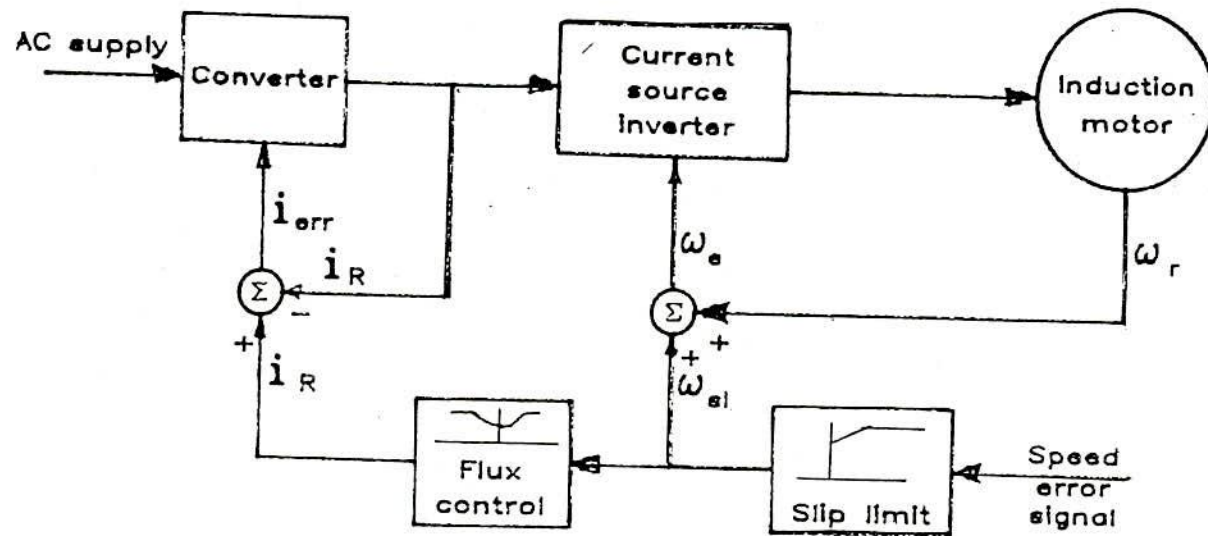 AC supply
Converter
Current
source
inverter
Induction
motor
i err
i R
Σ
−
+
i R
ω e
Σ
+
+
ω sl
ω r
Flux
control
Slip limit
Speed
error
signal